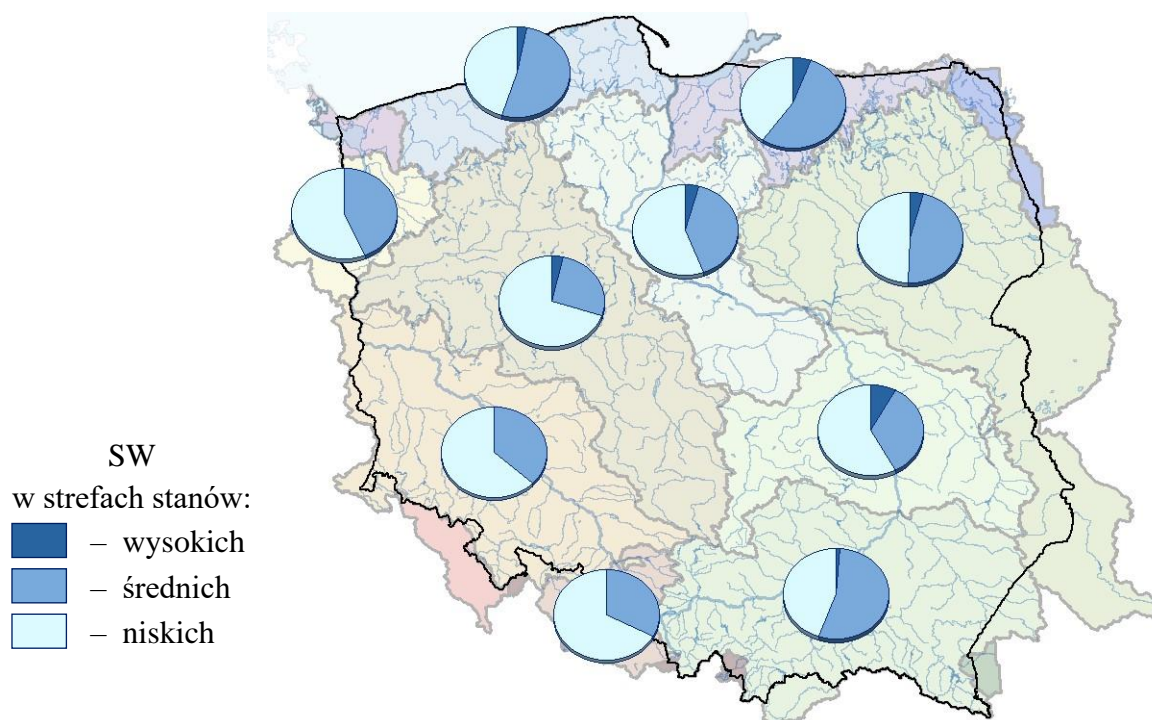 SW
w strefach stanów:
– wysokich
– średnich
– niskich